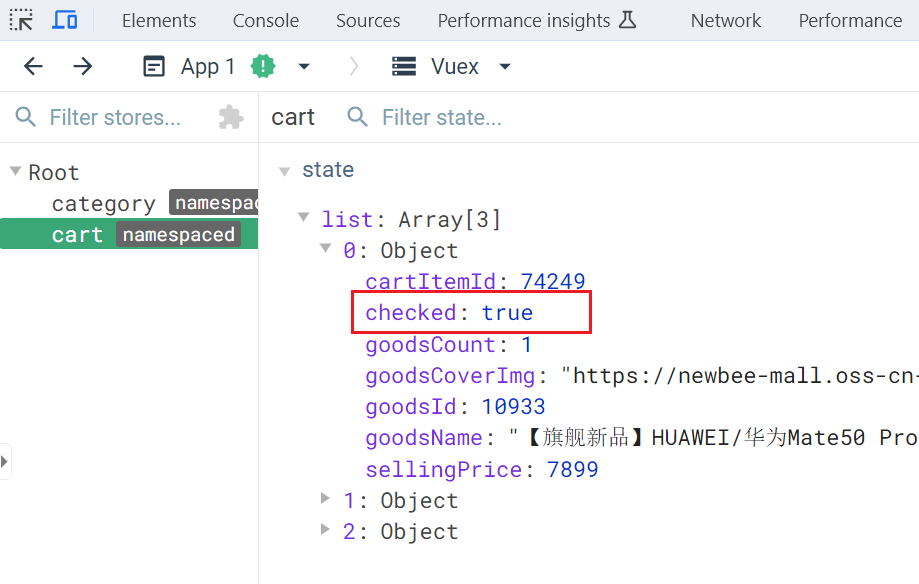 Elements Console Sources Performance insights Network Performance
App 1 Vuex
Filter stores... cart Filter state...
Root
category namespac
cart namespaced
state
list: Array[3]
0: Object
cartItemId: 74249
checked: true
goodsCount: 1
goodsCoverImg: "https://newbee-mall.oss-cn-
goodsId: 10933
goodsName: "【旗舰新品】HUAWEI/华为Mate50 Pro
sellingPrice: 7899
1: Object
2: Object